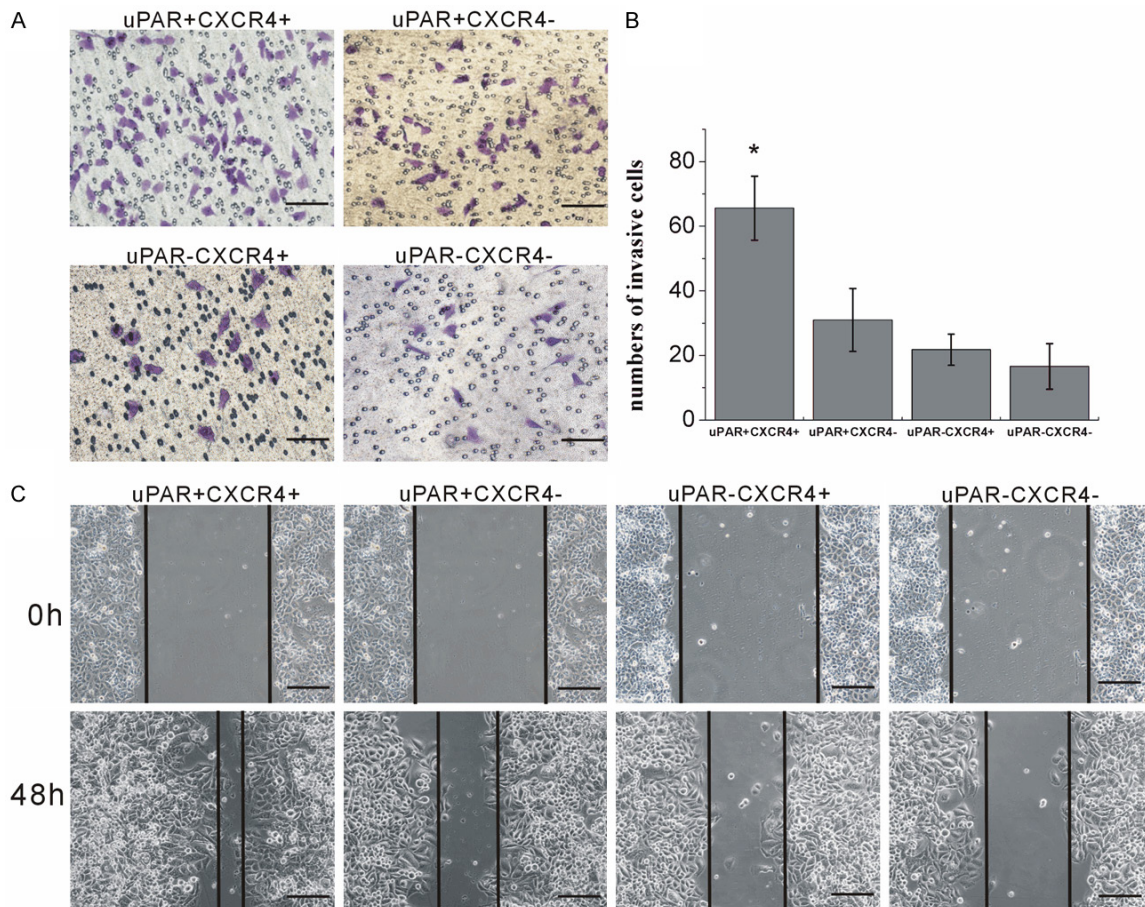 A
uPAR+CXCR4+
uPAR+CXCR4-
uPAR-CXCR4+
uPAR-CXCR4-
B
numbers of invasive cells
80
60
40
20
0
*
uPAR+CXCR4+
uPAR+CXCR4-
uPAR-CXCR4+
uPAR-CXCR4-
C
uPAR+CXCR4+
uPAR+CXCR4-
uPAR-CXCR4+
uPAR-CXCR4-
0h
48h